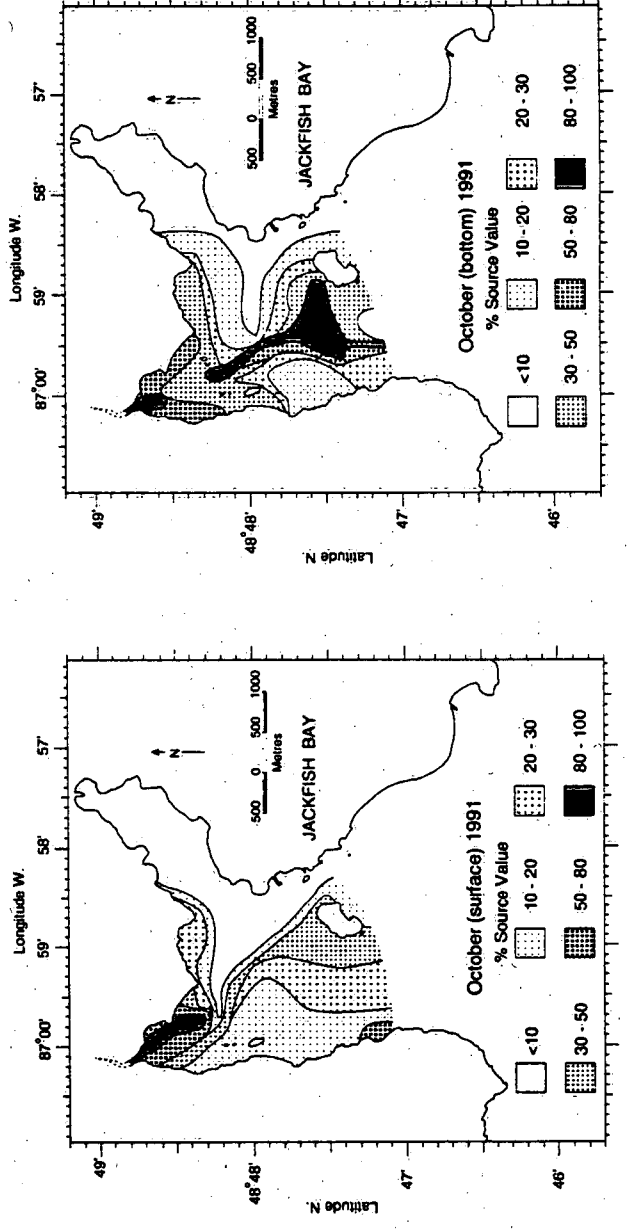 Longitude W.
87°00' 59' 58' 57'
49'
48°48'
47'
46'
Latitude N.
N
500 0 500 1000
Metres
JACKFISH BAY
October (surface) 1991
% Source Value
<10 10 - 20 20 - 30
30 - 50 50 - 80 80 - 100
Longitude W.
87°00' 59' 58' 57'
49'
48°48'
47'
46'
Latitude N.
N
500 0 500 1000
Metres
JACKFISH BAY
October (bottom) 1991
% Source Value
<10 10 - 20 20 - 30
30 - 50 50 - 80 80 - 100